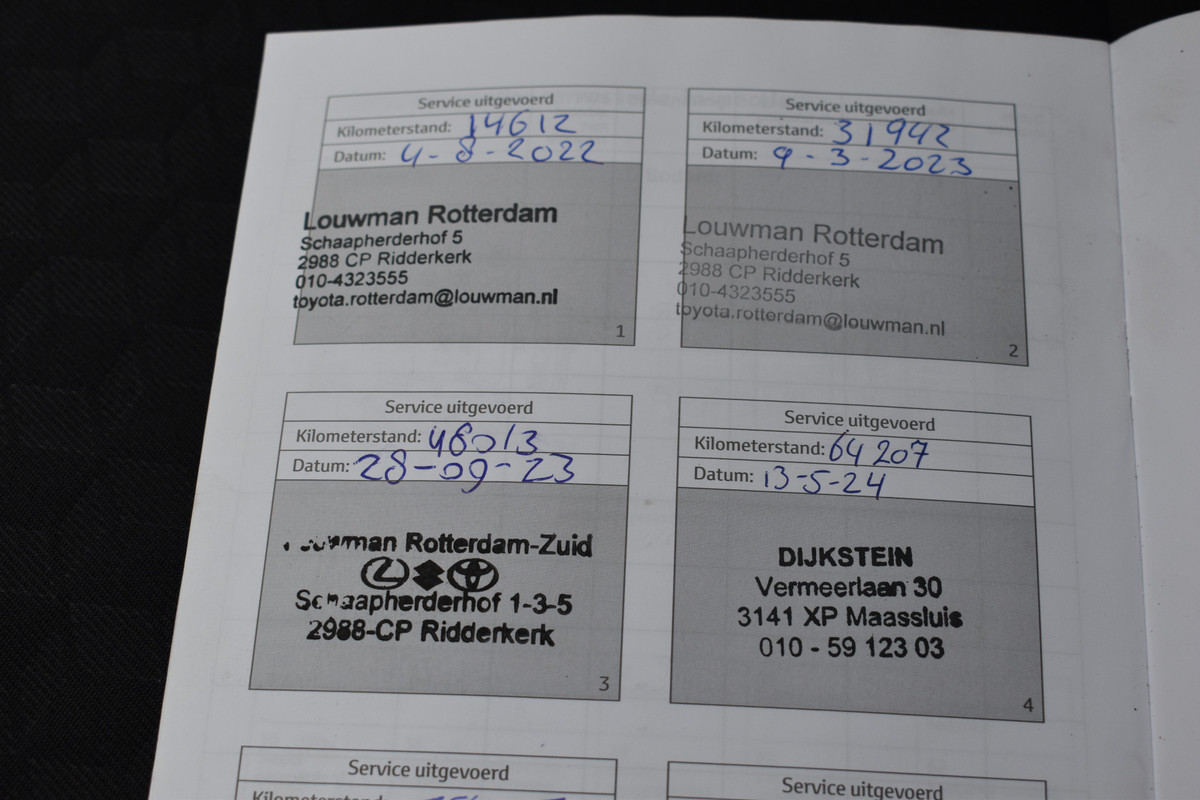 Service uitgevoerd
Kilometerstand: 14612
Datum: 4-8-2022
Louwman Rotterdam
Schaapherderhof 5
2988 CP Ridderkerk
010-4323555
toyota.rotterdam@louwman.nl
1
Service uitgevoerd
Kilometerstand: 31942
Datum: 9-3-2023
Louwman Rotterdam
Schaapherderhof 5
2988 CP Ridderkerk
010-4323555
toyota.rotterdam@louwman.nl
2
Service uitgevoerd
Kilometerstand: 48013
Datum: 28-09-23
Louwman Rotterdam-Zuid
Schaapherderhof 1-3-5
2988-CP Ridderkerk
3
Service uitgevoerd
Kilometerstand: 64207
Datum: 13-5-24
DIJKSTEIN
Vermeerlaan 30
3141 XP Maassluis
010 - 59 123 03
4
Service uitgevoerd
Kilometerstand:
Service uitgevoerd